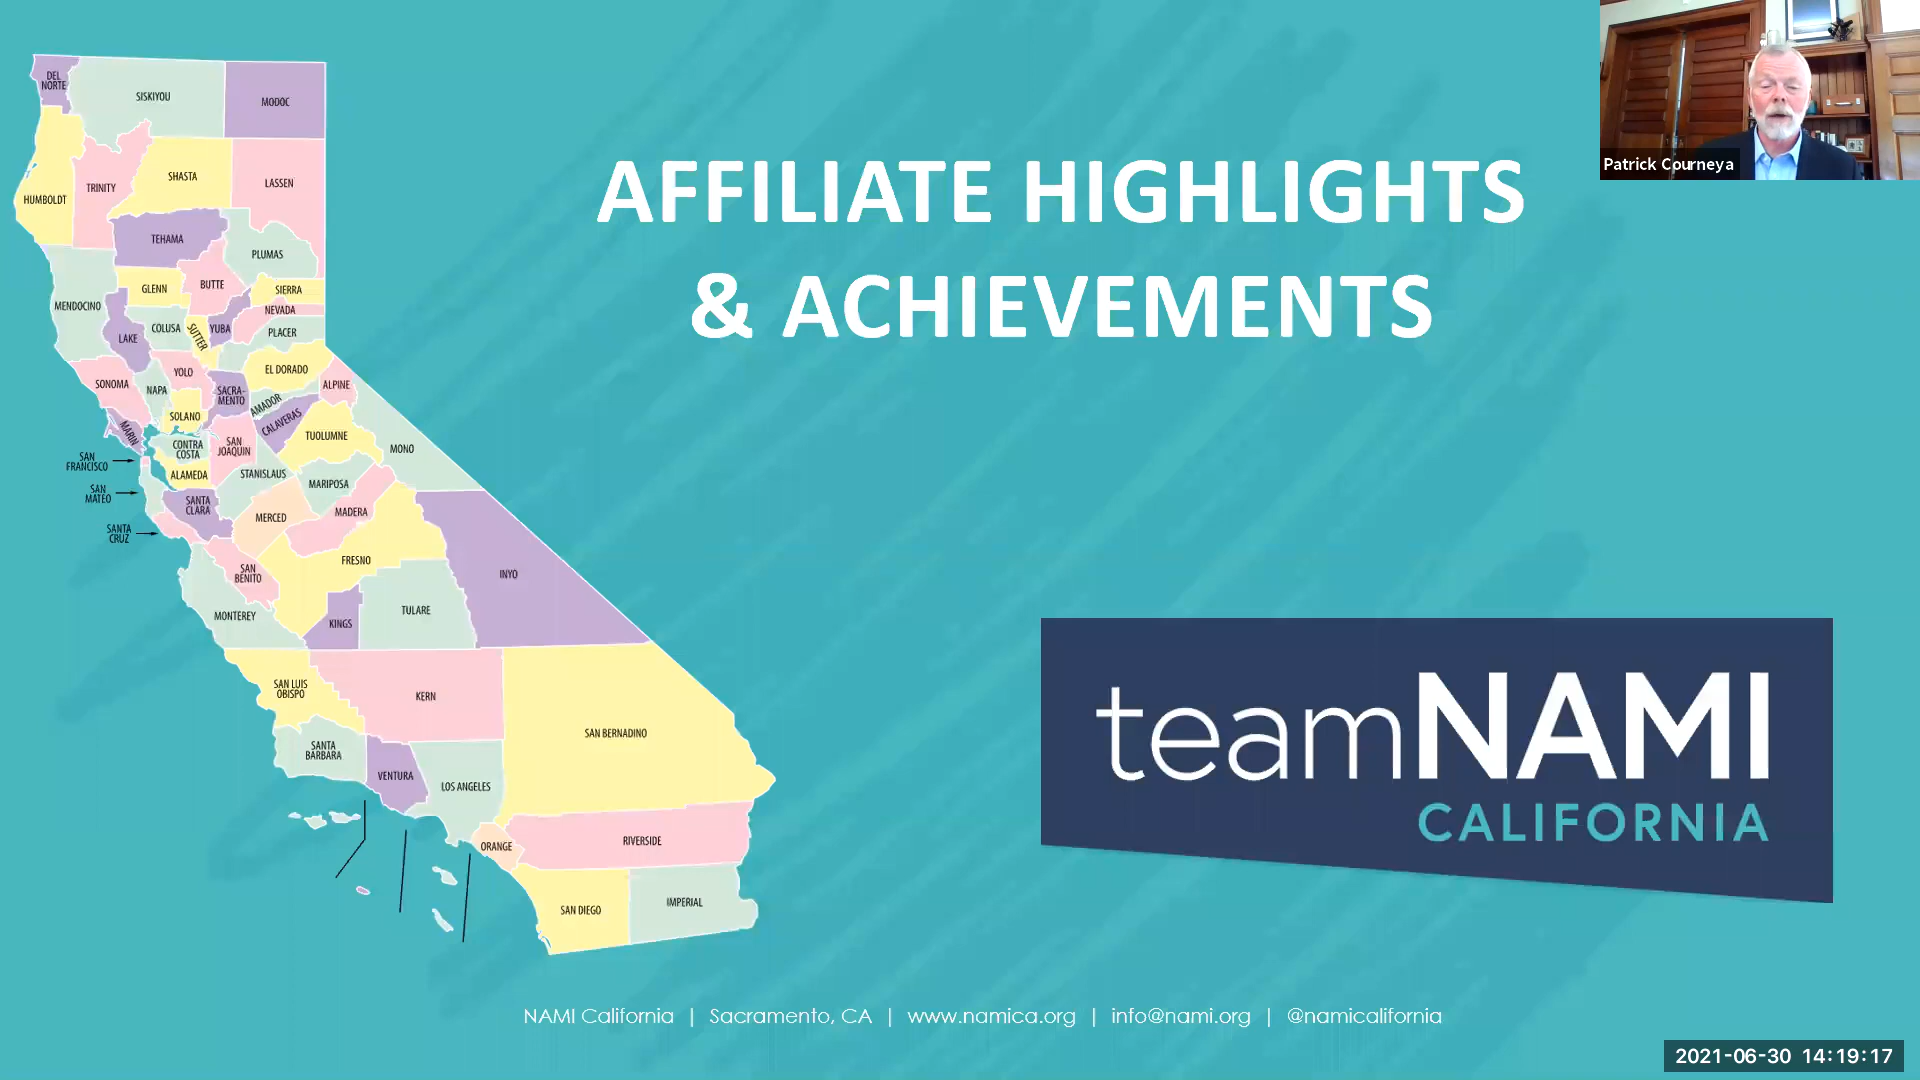 AFFILIATE HIGHLIGHTS
& ACHIEVEMENTS
Patrick Courneya
DEL
NORTE
SISKIYOU
MODOC
HUMBOLDT
TRINITY
SHASTA
LASSEN
TEHAMA
PLUMAS
MENDOCINO
GLENN
BUTTE
SIERRA
NEVADA
LAKE
COLUSA
SUTTER
YUBA
PLACER
SONOMA
NAPA
YOLO
SACRA-
MENTO
EL DORADO
ALPINE
AMADOR
CALAVERAS
MARIN
SOLANO
CONTRA
COSTA
SAN
JOAQUIN
TUOLUMNE
MONO
SAN
FRANCISCO
ALAMEDA
STANISLAUS
MARIPOSA
SAN
MATEO
SANTA
CLARA
MERCED
MADERA
SANTA
CRUZ
SAN
BENITO
FRESNO
INYO
MONTEREY
KINGS
TULARE
SAN LUIS
OBISPO
KERN
SAN BERNADINO
SANTA
BARBARA
VENTURA
LOS ANGELES
ORANGE
RIVERSIDE
SAN DIEGO
IMPERIAL
teamNAMI
CALIFORNIA
NAMI California | Sacramento, CA | www.namica.org | info@nami.org | @namicalifornia
2021-06-30 14:19:17